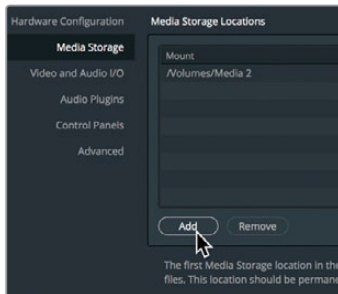 Hardware Configuration
Media Storage Locations
Media Storage
Mount
Video and Audio I/O
/Volumes/Media 2
Audio Plugins
Control Panels
Advanced
Add
Remove
The first Media Storage location in the
files. This location should be permane